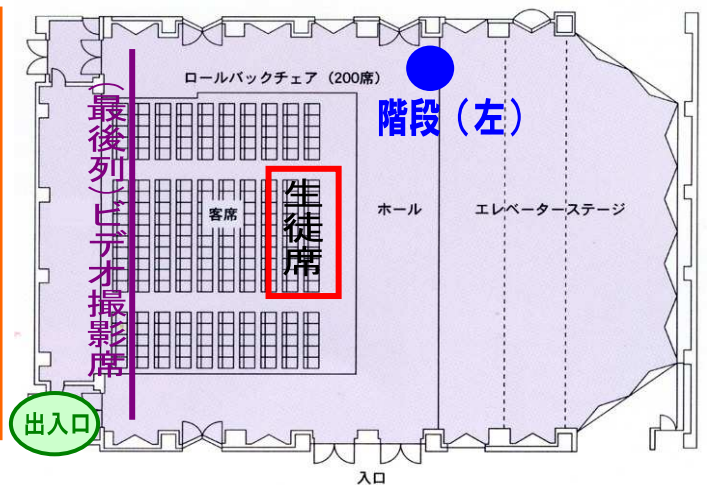 ロールバックチェア（200席）
階段（左）
（最後列）ビデオ撮影席
客席
生徒席
ホール
エレベーターステージ
出入口
入口